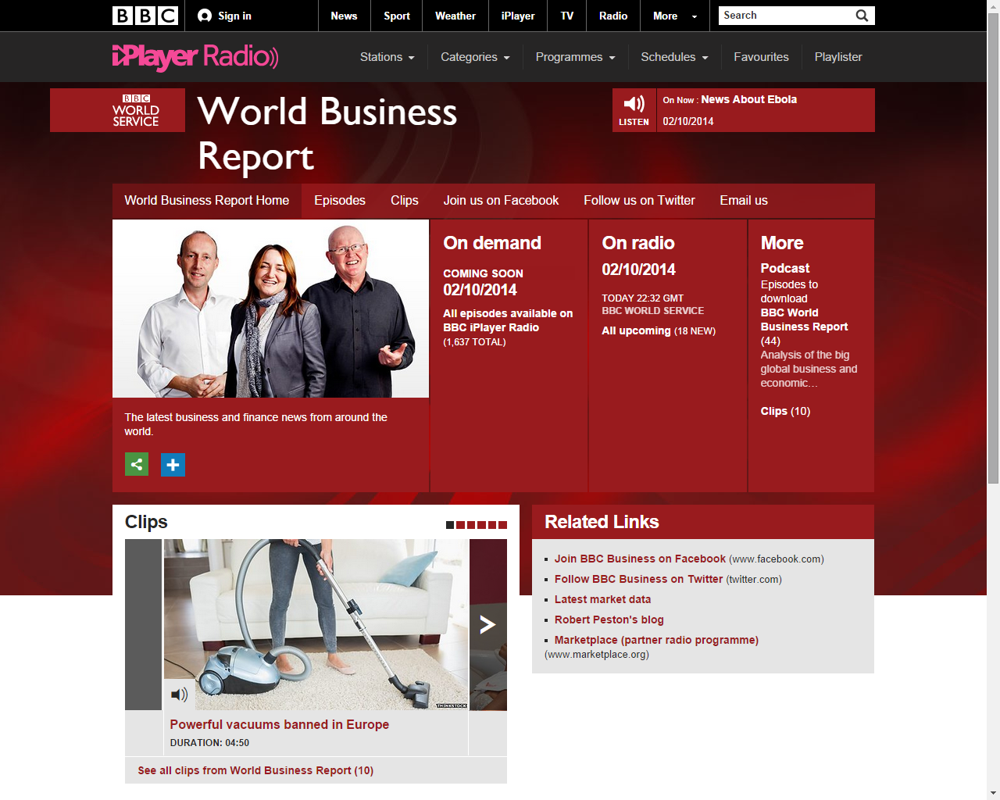 BBC
Sign in
News
Sport
Weather
iPlayer
TV
Radio
More
Search
iPlayer Radio
Stations
Categories
Programmes
Schedules
Favourites
Playlister
BBC
WORLD
SERVICE
World Business
Report
LISTEN
On Now : News About Ebola
02/10/2014
World Business Report Home
Episodes
Clips
Join us on Facebook
Follow us on Twitter
Email us
The latest business and finance news from around the
world.
On demand
COMING SOON
02/10/2014
All episodes available on
BBC iPlayer Radio
(1,637 TOTAL)
On radio
02/10/2014
TODAY 22:32 GMT
BBC WORLD SERVICE
All upcoming (18 NEW)
More
Podcast
Episodes to
download
BBC World
Business Report
(44)
Analysis of the big
global business and
economic...
Clips (10)
Clips
THINKSTOCK
Powerful vacuums banned in Europe
DURATION: 04:50
See all clips from World Business Report (10)
Related Links
Join BBC Business on Facebook (www.facebook.com)
Follow BBC Business on Twitter (twitter.com)
Latest market data
Robert Peston's blog
Marketplace (partner radio programme)
(www.marketplace.org)